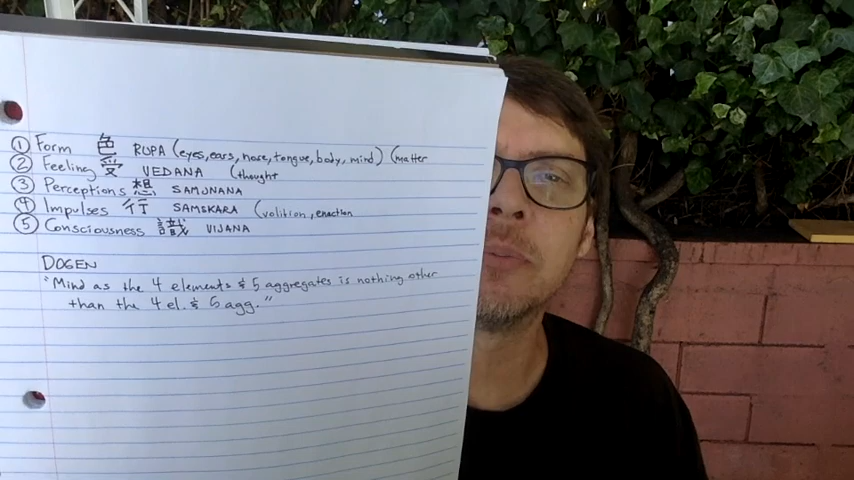 ① Form 色 RUPA (eyes, ears, nose, tongue, body, mind) (matter
② Feeling 受 VEDANA (thought
③ Perceptions 想 SAMJNANA
④ Impulses 行 SAMSKARA (volition, enaction
⑤ Consciousness 識 VIJANA
DOGEN
"Mind as the 4 elements & 5 aggregates is nothing other
than the 4 el. & 5 agg."